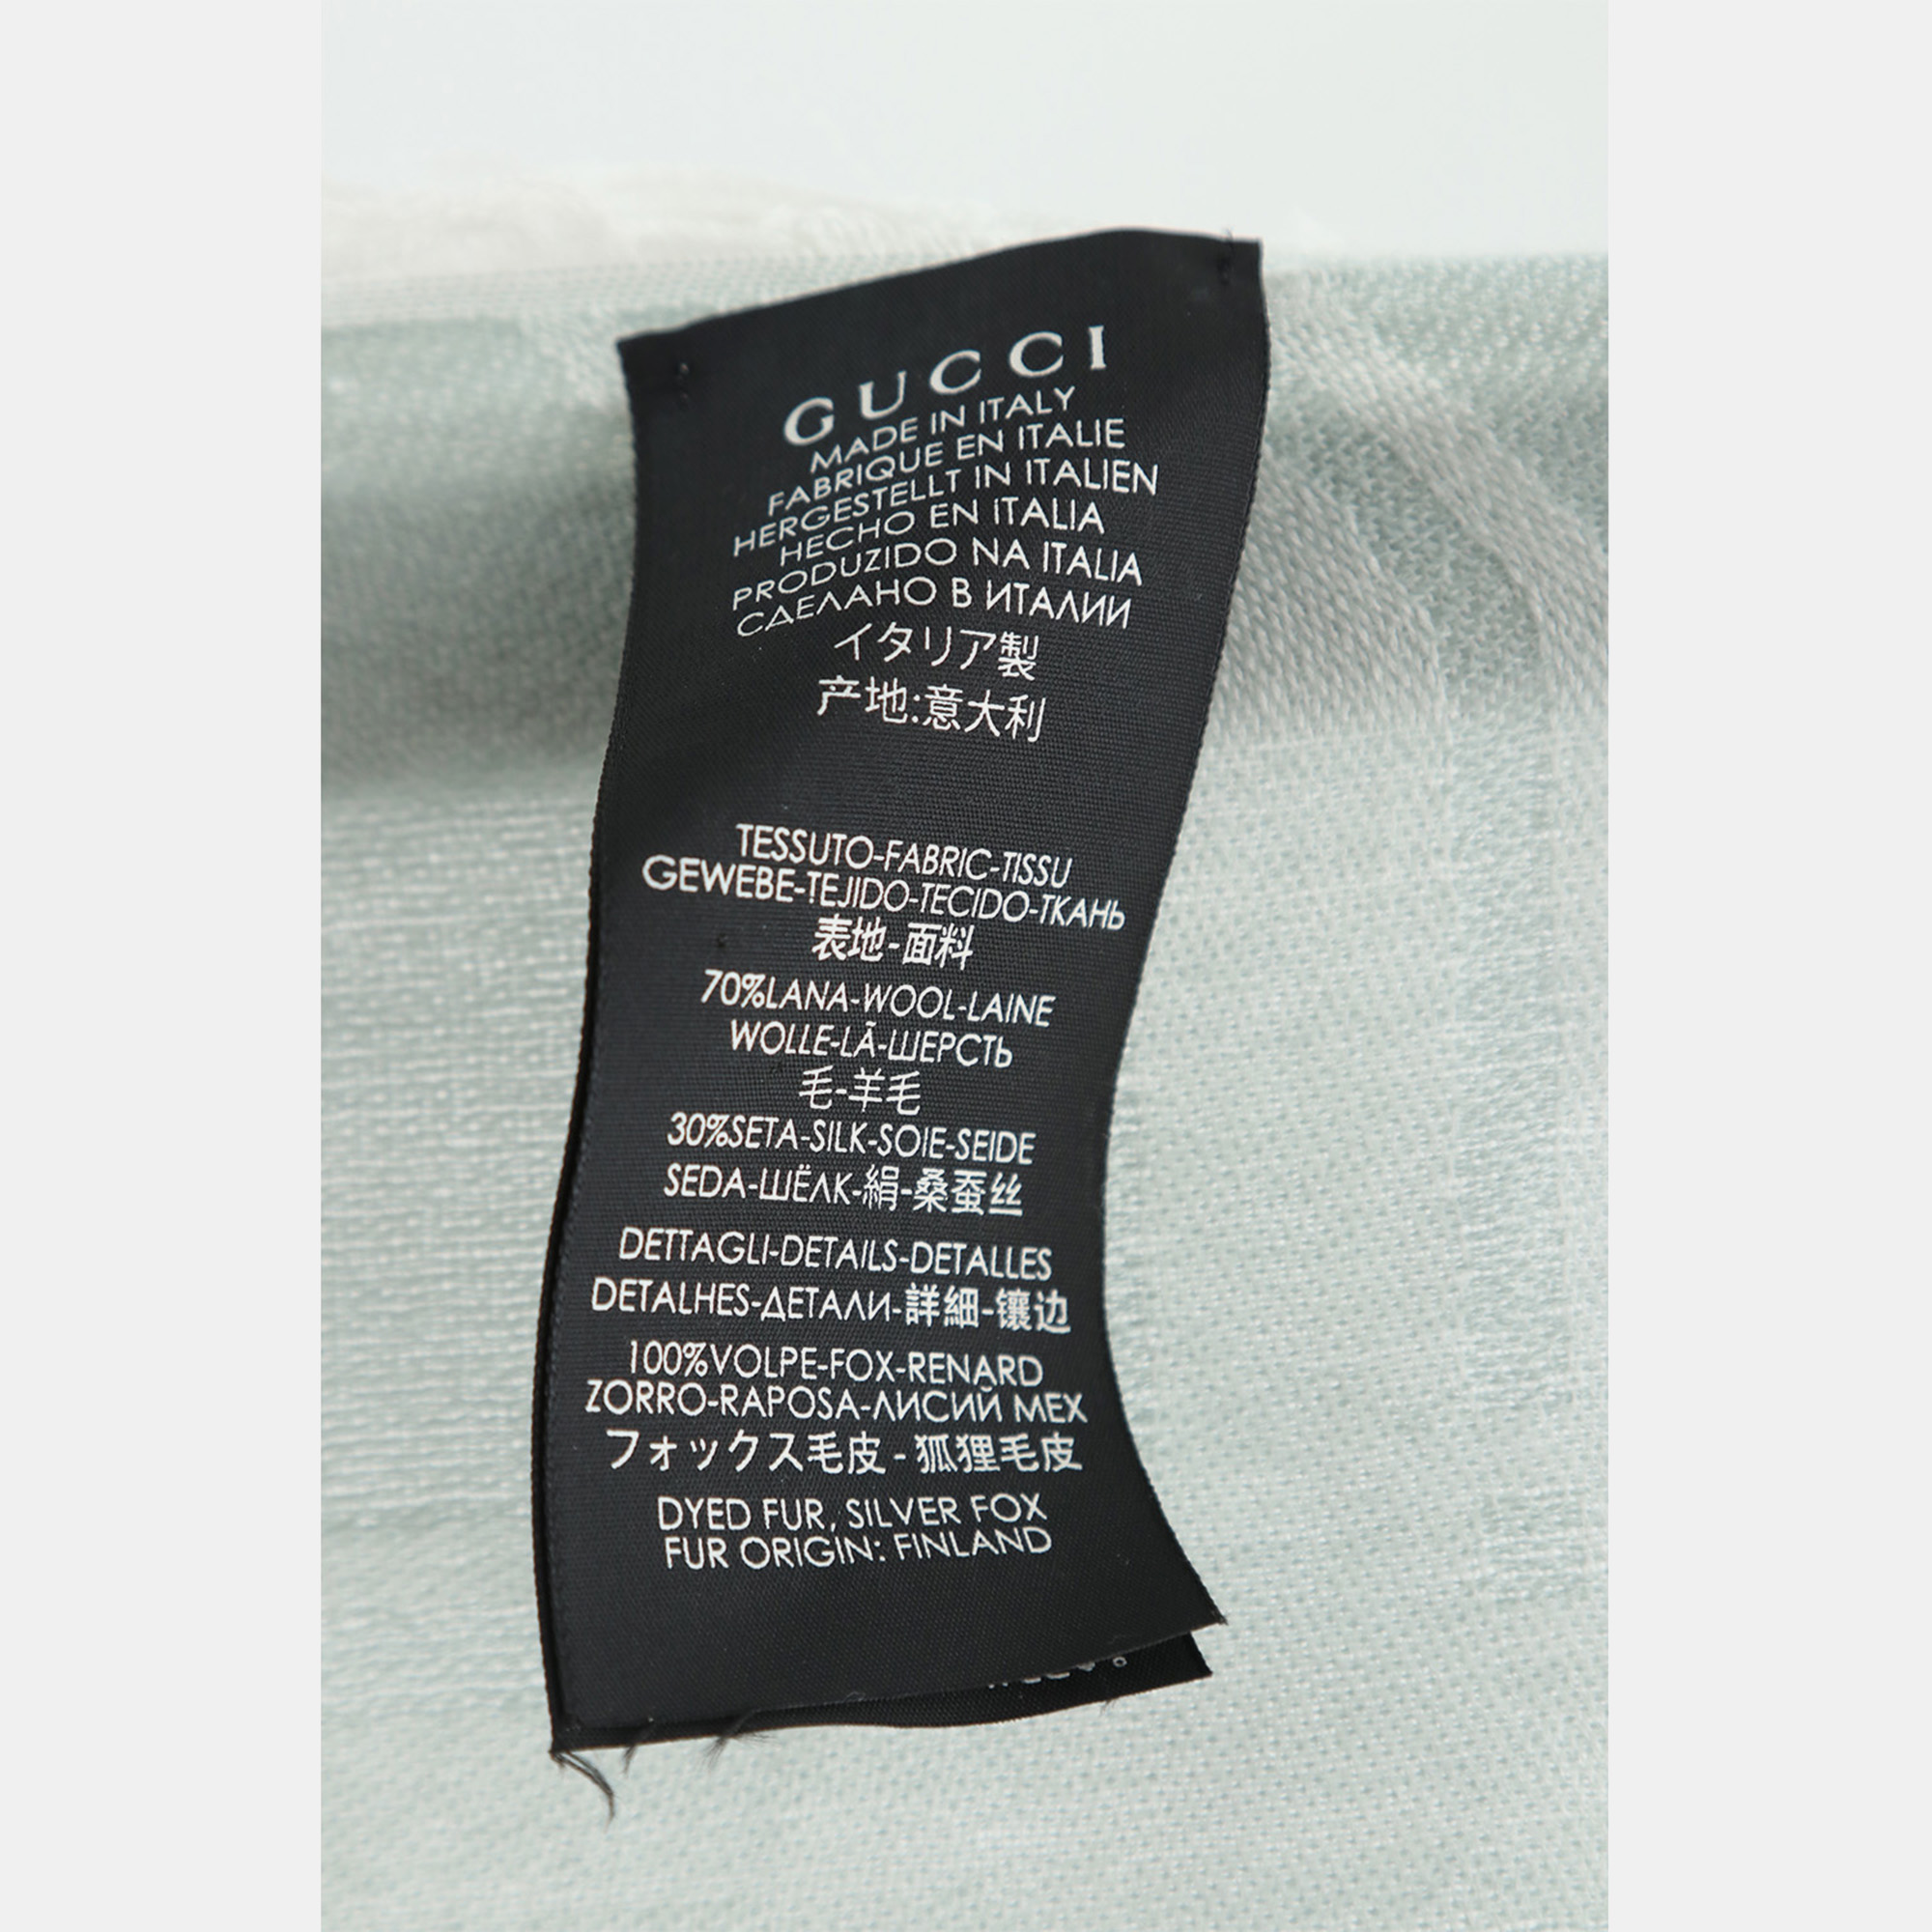 GUCCI
MADE IN ITALY
FABRIQUE EN ITALIE
HERGESTELLT IN ITALIEN
HECHO EN ITALIA
PRODUZIDO NA ITALIA
СДЕЛАНО В ИТАЛИИ
イタリア製
产地:意大利
TESSUTO-FABRIC-TISSU
GEWEBE-TEJIDO-TECIDO-ТКАНЬ
表地-面料
70%LANA-WOOL-LAINE
WOLLE-LÃ-ШЕРСТЬ
毛-羊毛
30%SETA-SILK-SOIE-SEIDE
SEDA-ШЁЛК-絹-桑蚕丝
DETTAGLI-DETAILS-DETALLES
DETALHES-ДЕТАЛИ-詳細-镶边
100%VOLPE-FOX-RENARD
ZORRO-RAPOSA-ЛИСИЙ МЕХ
フォックス毛皮-狐狸毛皮
DYED FUR, SILVER FOX
FUR ORIGIN: FINLAND